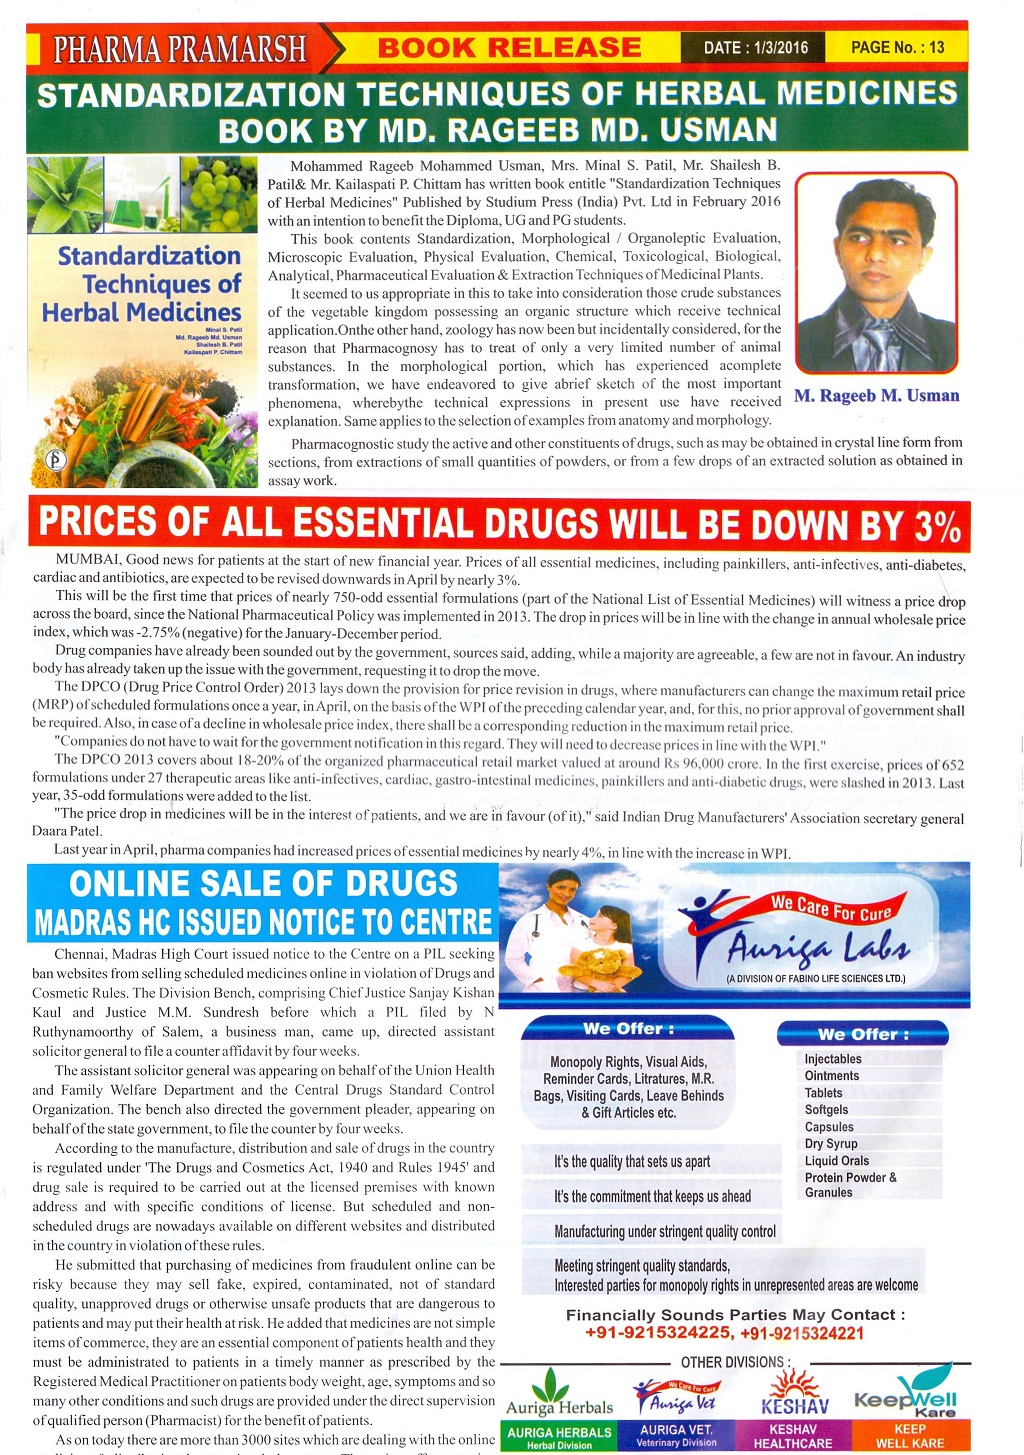 PHARMA PRAMARSH
BOOK RELEASE
DATE : 1/3/2016
PAGE No. : 13
STANDARDIZATION TECHNIQUES OF HERBAL MEDICINES
BOOK BY MD. RAGEEB MD. USMAN
Standardization
Techniques of
Herbal Medicines
Minal S. Patil
Md. Rageeb Md. Usman
Shailesh B. Patil
Kailaspati P. Chittam
Mohammed Rageeb Mohammed Usman, Mrs. Minal S. Patil, Mr. Shailesh B.
Patil& Mr. Kailaspati P. Chittam has written book entitle "Standardization Techniques
of Herbal Medicines" Published by Studium Press (India) Pvt. Ltd in February 2016
with an intention to benefit the Diploma, UG and PG students.
This book contents Standardization, Morphological / Organoleptic Evaluation,
Microscopic Evaluation, Physical Evaluation, Chemical, Toxicological, Biological,
Analytical, Pharmaceutical Evaluation & Extraction Techniques of Medicinal Plants.
It seemed to us appropriate in this to take into consideration those crude substances
of the vegetable kingdom possessing an organic structure which receive technical
application.Onthe other hand, zoology has now been but incidentally considered, for the
reason that Pharmacognosy has to treat of only a very limited number of animal
substances. In the morphological portion, which has experienced acomplete
transformation, we have endeavored to give abrief sketch of the most important
phenomena, wherebythe technical expressions in present use have received
explanation. Same applies to the selection of examples from anatomy and morphology.
Pharmacognostic study the active and other constituents of drugs, such as may be obtained in crystal line form from
sections, from extractions of small quantities of powders, or from a few drops of an extracted solution as obtained in
assay work.
M. Rageeb M. Usman
PRICES OF ALL ESSENTIAL DRUGS WILL BE DOWN BY 3%
MUMBAI, Good news for patients at the start of new financial year. Prices of all essential medicines, including painkillers, anti-infectives, anti-diabetes,
cardiac and antibiotics, are expected to be revised downwards in April by nearly 3%.
This will be the first time that prices of nearly 750-odd essential formulations (part of the National List of Essential Medicines) will witness a price drop
across the board, since the National Pharmaceutical Policy was implemented in 2013. The drop in prices will be in line with the change in annual wholesale price
index, which was -2.75% (negative) for the January-December period.
Drug companies have already been sounded out by the government, sources said, adding, while a majority are agreeable, a few are not in favour. An industry
body has already taken up the issue with the government, requesting it to drop the move.
The DPCO (Drug Price Control Order) 2013 lays down the provision for price revision in drugs, where manufacturers can change the maximum retail price
(MRP) of scheduled formulations once a year, in April, on the basis of the WPI of the preceding calendar year, and, for this, no prior approval of government shall
be required. Also, in case of a decline in wholesale price index, there shall be a corresponding reduction in the maximum retail price.
"Companies do not have to wait for the government notification in this regard. They will need to decrease prices in line with the WPI."
The DPCO 2013 covers about 18-20% of the organized pharmaceutical retail market valued at around Rs 96,000 crore. In the first exercise, prices of 652
formulations under 27 therapeutic areas like anti-infectives, cardiac, gastro-intestinal medicines, painkillers and anti-diabetic drugs, were slashed in 2013. Last
year, 35-odd formulations were added to the list.
"The price drop in medicines will be in the interest of patients, and we are in favour (of it)," said Indian Drug Manufacturers' Association secretary general
Daara Patel.
Last year in April, pharma companies had increased prices of essential medicines by nearly 4%, in line with the increase in WPI.
ONLINE SALE OF DRUGS
MADRAS HC ISSUED NOTICE TO CENTRE
Chennai, Madras High Court issued notice to the Centre on a PIL seeking
ban websites from selling scheduled medicines online in violation of Drugs and
Cosmetic Rules. The Division Bench, comprising Chief Justice Sanjay Kishan
Kaul and Justice M.M. Sundresh before which a PIL filed by N
Ruthynamoorthy of Salem, a business man, came up, directed assistant
solicitor general to file a counter affidavit by four weeks.
The assistant solicitor general was appearing on behalf of the Union Health
and Family Welfare Department and the Central Drugs Standard Control
Organization. The bench also directed the government pleader, appearing on
behalf of the state government, to file the counter by four weeks.
According to the manufacture, distribution and sale of drugs in the country
is regulated under 'The Drugs and Cosmetics Act, 1940 and Rules 1945' and
drug sale is required to be carried out at the licensed premises with known
address and with specific conditions of license. But scheduled and non-
scheduled drugs are nowadays available on different websites and distributed
in the country in violation of these rules.
He submitted that purchasing of medicines from fraudulent online can be
risky because they may sell fake, expired, contaminated, not of standard
quality, unapproved drugs or otherwise unsafe products that are dangerous to
patients and may put their health at risk. He added that medicines are not simple
items of commerce, they are an essential component of patients health and they
must be administrated to patients in a timely manner as prescribed by the
Registered Medical Practitioner on patients body weight, age, symptoms and so
many other conditions and such drugs are provided under the direct supervision
of qualified person (Pharmacist) for the benefit of patients.
As on today there are more than 3000 sites which are dealing with the online
We Care For Cure
Auriga Labs
(A DIVISION OF FABINO LIFE SCIENCES LTD.)
We Offer :
Monopoly Rights, Visual Aids,
Reminder Cards, Litratures, M.R.
Bags, Visiting Cards, Leave Behinds
& Gift Articles etc.
We Offer :
Injectables
Ointments
Tablets
Softgels
Capsules
Dry Syrup
Liquid Orals
Protein Powder &
Granules
It's the quality that sets us apart
It's the commitment that keeps us ahead
Manufacturing under stringent quality control
Meeting stringent quality standards,
Interested parties for monopoly rights in unrepresented areas are welcome
Financially Sounds Parties May Contact :
+91-9215324225, +91-9215324221
OTHER DIVISIONS :
Auriga Herbals
AURIGA HERBALS
Herbal Division
We Care For Cure
Auriga Vet
AURIGA VET.
Veterinary Division
KESHAV
KESHAV
HEALTHCARE
KeepWell
Kare
KEEP
WELL KARE